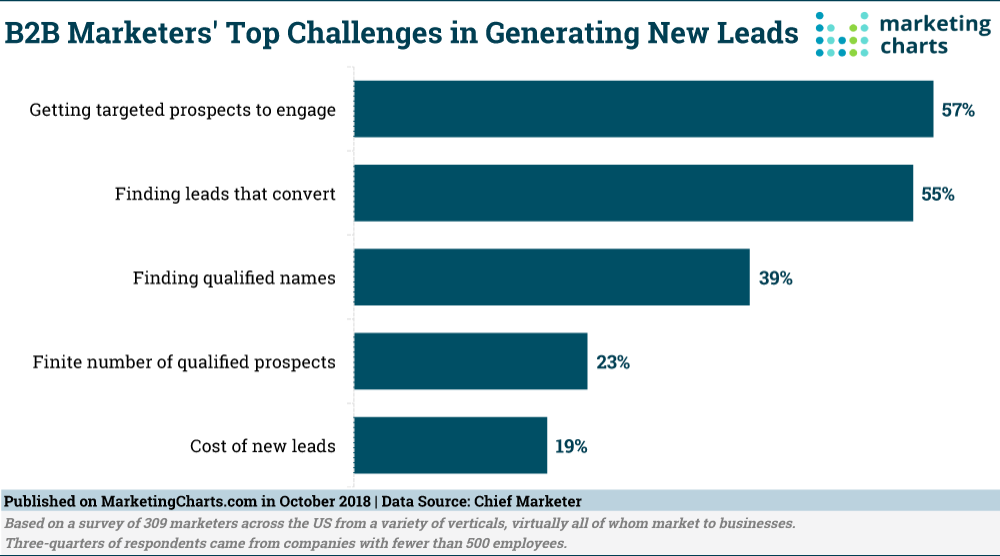 B2B Marketers' Top Challenges in Generating New Leads
marketing
charts
Getting targeted prospects to engage
57%
Finding leads that convert
55%
Finding qualified names
39%
Finite number of qualified prospects
23%
Cost of new leads
19%
Published on MarketingCharts.com in October 2018 | Data Source: Chief Marketer
Based on a survey of 309 marketers across the US from a variety of verticals, virtually all of whom market to businesses.
Three-quarters of respondents came from companies with fewer than 500 employees.